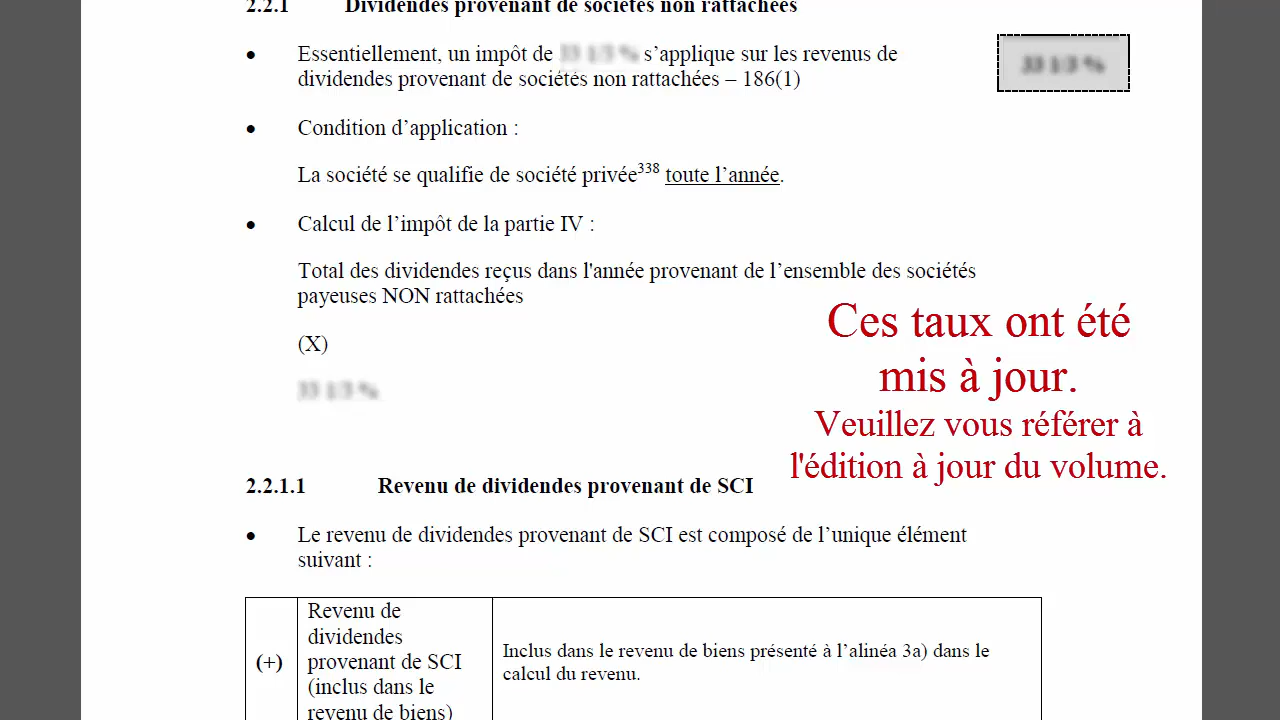 2.2.1 Dividendes provenant de sociétés non rattachées
• Essentiellement, un impôt de s’applique sur les revenus de
dividendes provenant de sociétés non rattachées – 186(1)
• Condition d’application :
La société se qualifie de société privée338 toute l’année.
• Calcul de l’impôt de la partie IV :
Total des dividendes reçus dans l'année provenant de l’ensemble des sociétés
payeuses NON rattachées
(X)
Ces taux ont été
mis à jour.
Veuillez vous référer à
l'édition à jour du volume.
2.2.1.1 Revenu de dividendes provenant de SCI
• Le revenu de dividendes provenant de SCI est composé de l’unique élément
suivant :
(+)
Revenu de
dividendes
provenant de SCI
(inclus dans le
revenu de biens)
Inclus dans le revenu de biens présenté à l’alinéa 3a) dans le
calcul du revenu.